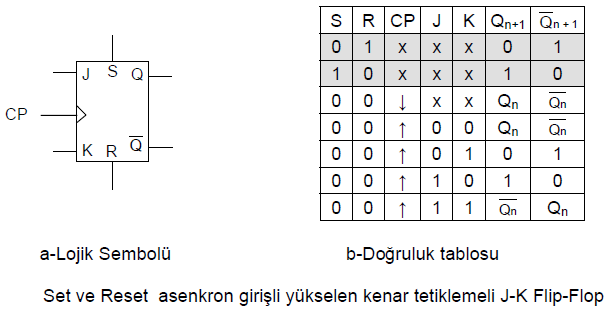 S R CP J K Qn+1 Q̅n + 1
0 1 x x x 0 1
1 0 x x x 1 0
0 0 ↓ x x Qn Q̅n
0 0 ↑ 0 0 Qn Q̅n
0 0 ↑ 0 1 0 1
0 0 ↑ 1 0 1 0
0 0 ↑ 1 1 Q̅n Qn
J S Q
CP
K R Q̅
a-Lojik Sembolü
b-Doğruluk tablosu
Set ve Reset asenkron girişli yükselen kenar tetiklemeli J-K Flip-Flop